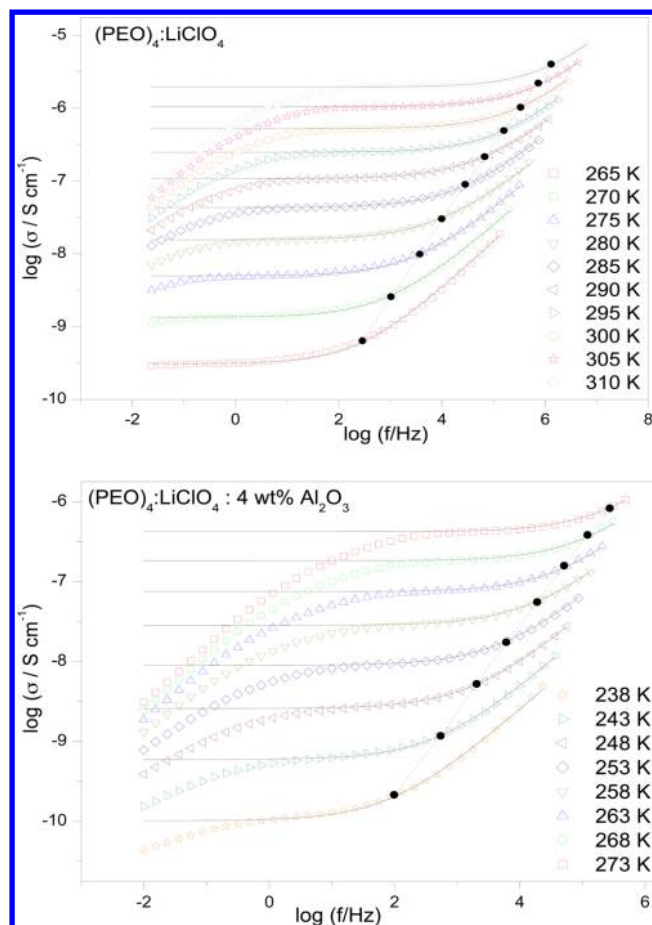 (PEO)₄:LiClO₄
-5
-6
-7
-8
-9
-10
log (σ / S cm⁻¹)
265 K
270 K
275 K
280 K
285 K
290 K
295 K
300 K
305 K
310 K
-2 0 2 4 6 8
log (f/Hz)
(PEO)₄:LiClO₄ : 4 wt% Al₂O₃
-6
-7
-8
-9
-10
log (σ / S cm⁻¹)
238 K
243 K
248 K
253 K
258 K
263 K
268 K
273 K
-2 0 2 4 6
log (f/Hz)